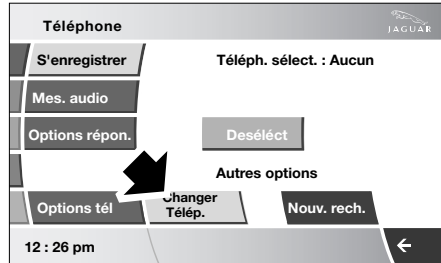 Téléphone
JAGUAR
S'enregistrer
Téléph. sélect. : Aucun
Mes. audio
Options répon.
Deséléct
Autres options
Options tél
Changer
Télép.
Nouv. rech.
12 : 26 pm